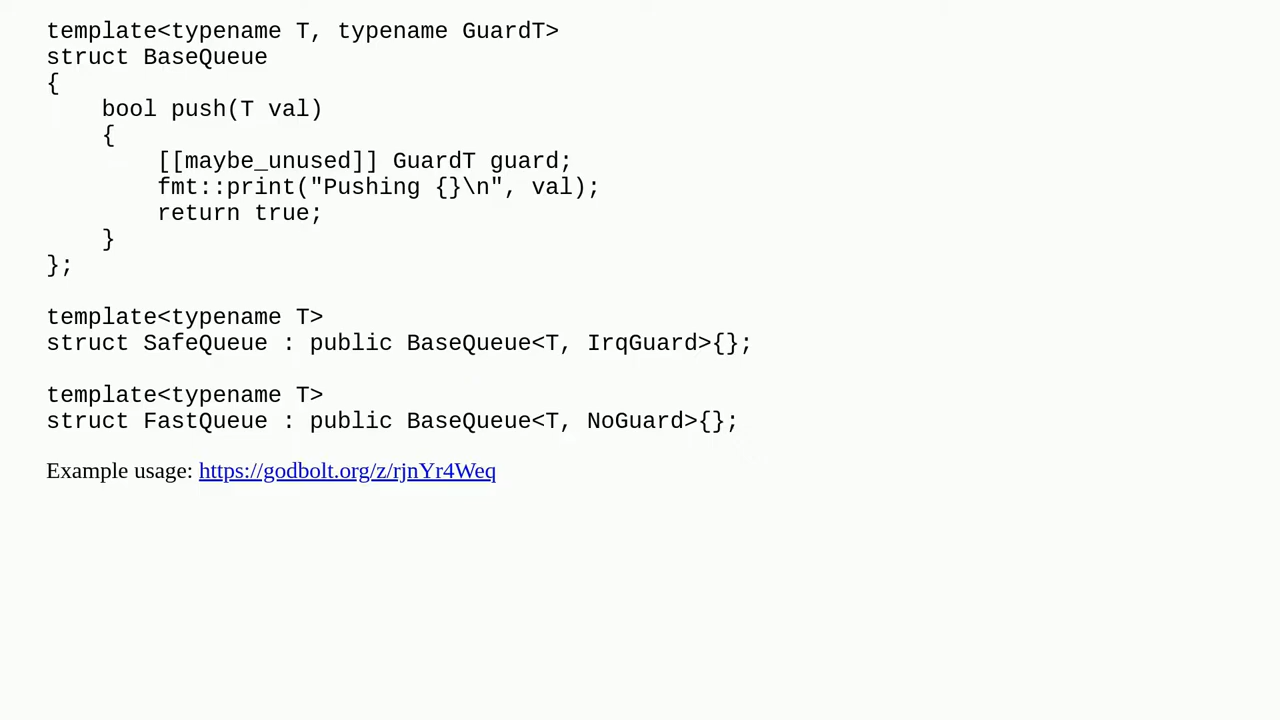 template<typename T, typename GuardT>
struct BaseQueue
{
    bool push(T val)
    {
        [[maybe_unused]] GuardT guard;
        fmt::print("Pushing {}\n", val);
        return true;
    }
};

template<typename T>
struct SafeQueue : public BaseQueue<T, IrqGuard>{};

template<typename T>
struct FastQueue : public BaseQueue<T, NoGuard>{};

Example usage: https://godbolt.org/z/rjnYr4Weq